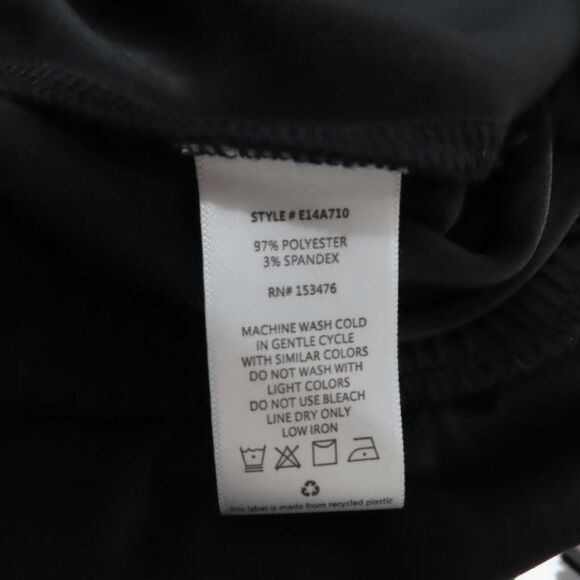 STYLE # E14A710
97% POLYESTER
3% SPANDEX
RN# 153476
MACHINE WASH COLD
IN GENTLE CYCLE
WITH SIMILAR COLORS
DO NOT WASH WITH
LIGHT COLORS
DO NOT USE BLEACH
LINE DRY ONLY
LOW IRON
this label is made from recycled plastic